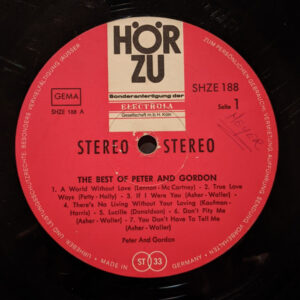 HÖR
ZU
Sonderanfertigung der
ELECTROLA
Gesellschaft m.b.H. Köln
GEMA
SHZE 188 A
SHZE 188
Seite 1
MEYER
STEREO STEREO
THE BEST OF PETER AND GORDON
1. A World Without Love (Lennon-McCartney) - 2. True Love
Ways (Petty-Holly) - 3. If I Were You (Asher-Waller) -
4. There's No Living Without Your Loving (Kaufman-
Harris) - 5. Lucille (Donaldson) - 6. Don't Pity Me
(Asher-Waller) - 7. You Don't Have To Tell Me
(Asher-Waller)
Peter And Gordon
MADE IN ST 33 GERMANY